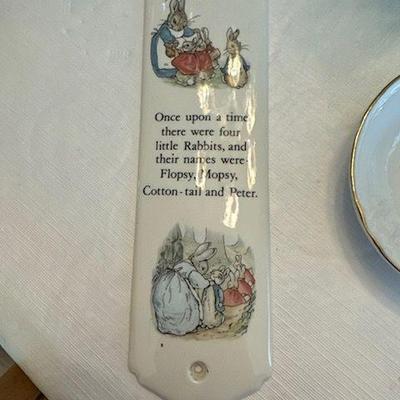 Once upon a time
there were four
little Rabbits, and
their names were-
Flopsy, Mopsy,
Cotton-tail and Peter.